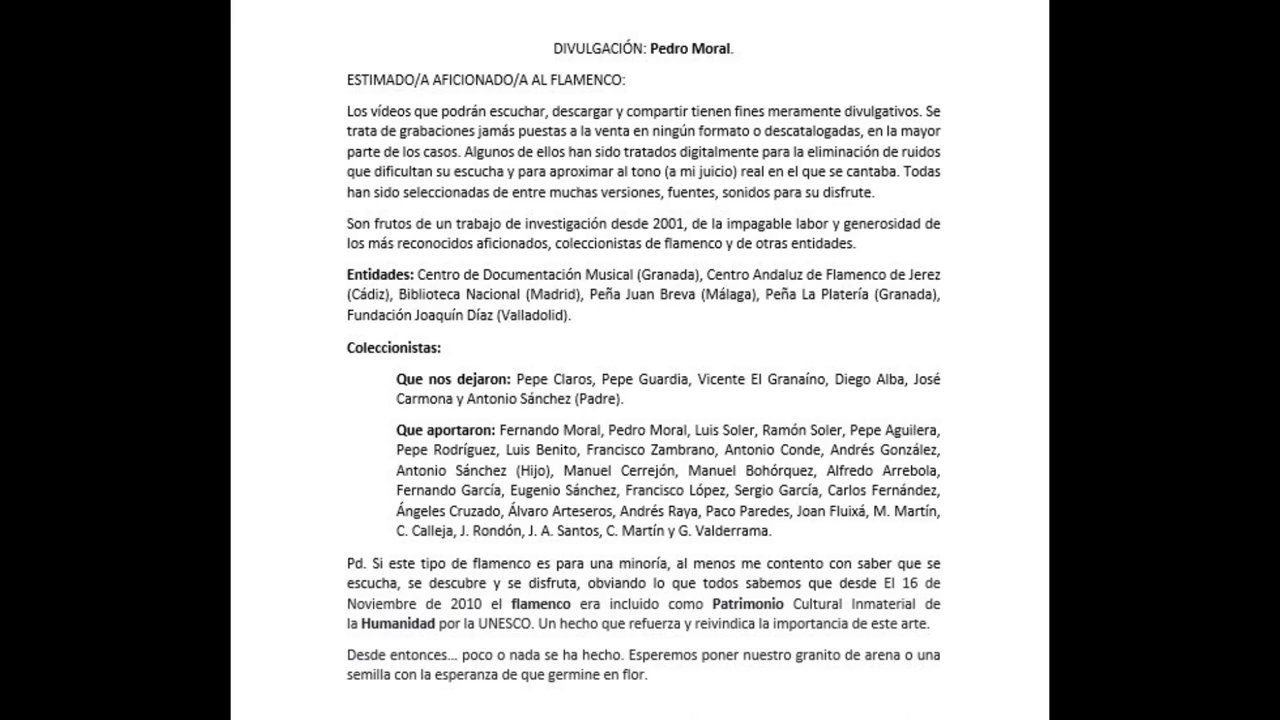 DIVULGACIÓN: Pedro Moral.
ESTIMADO/A AFICIONADO/A AL FLAMENCO:
Los vídeos que podrán escuchar, descargar y compartir tienen fines meramente divulgativos. Se
trata de grabaciones jamás puestas a la venta en ningún formato o descatalogadas, en la mayor
parte de los casos. Algunos de ellos han sido tratados digitalmente para la eliminación de ruidos
que dificultan su escucha y para aproximar al tono (a mi juicio) real en el que se cantaba. Todas
han sido seleccionadas de entre muchas versiones, fuentes, sonidos para su disfrute.
Son frutos de un trabajo de investigación desde 2001, de la impagable labor y generosidad de
los más reconocidos aficionados, coleccionistas de flamenco y de otras entidades.
Entidades: Centro de Documentación Musical (Granada), Centro Andaluz de Flamenco de Jerez
(Cádiz), Biblioteca Nacional (Madrid), Peña Juan Breva (Málaga), Peña La Platería (Granada),
Fundación Joaquín Díaz (Valladolid).
Coleccionistas:
Que nos dejaron: Pepe Claros, Pepe Guardia, Vicente El Granaíno, Diego Alba, José
Carmona y Antonio Sánchez (Padre).
Que aportaron: Fernando Moral, Pedro Moral, Luis Soler, Ramón Soler, Pepe Aguilera,
Pepe Rodríguez, Luis Benito, Francisco Zambrano, Antonio Conde, Andrés González,
Antonio Sánchez (Hijo), Manuel Cerrejón, Manuel Bohórquez, Alfredo Arrebola,
Fernando García, Eugenio Sánchez, Francisco López, Sergio García, Carlos Fernández,
Ángeles Cruzado, Álvaro Arteseros, Andrés Raya, Paco Paredes, Joan Fluixá, M. Martín,
C. Calleja, J. Rondón, J. A. Santos, C. Martín y G. Valderrama.
Pd. Si este tipo de flamenco es para una minoría, al menos me contento con saber que se
escucha, se descubre y se disfruta, obviando lo que todos sabemos que desde El 16 de
Noviembre de 2010 el flamenco era incluido como Patrimonio Cultural Inmaterial de
la Humanidad por la UNESCO. Un hecho que refuerza y reivindica la importancia de este arte.
Desde entonces... poco o nada se ha hecho. Esperemos poner nuestro granito de arena o una
semilla con la esperanza de que germine en flor.